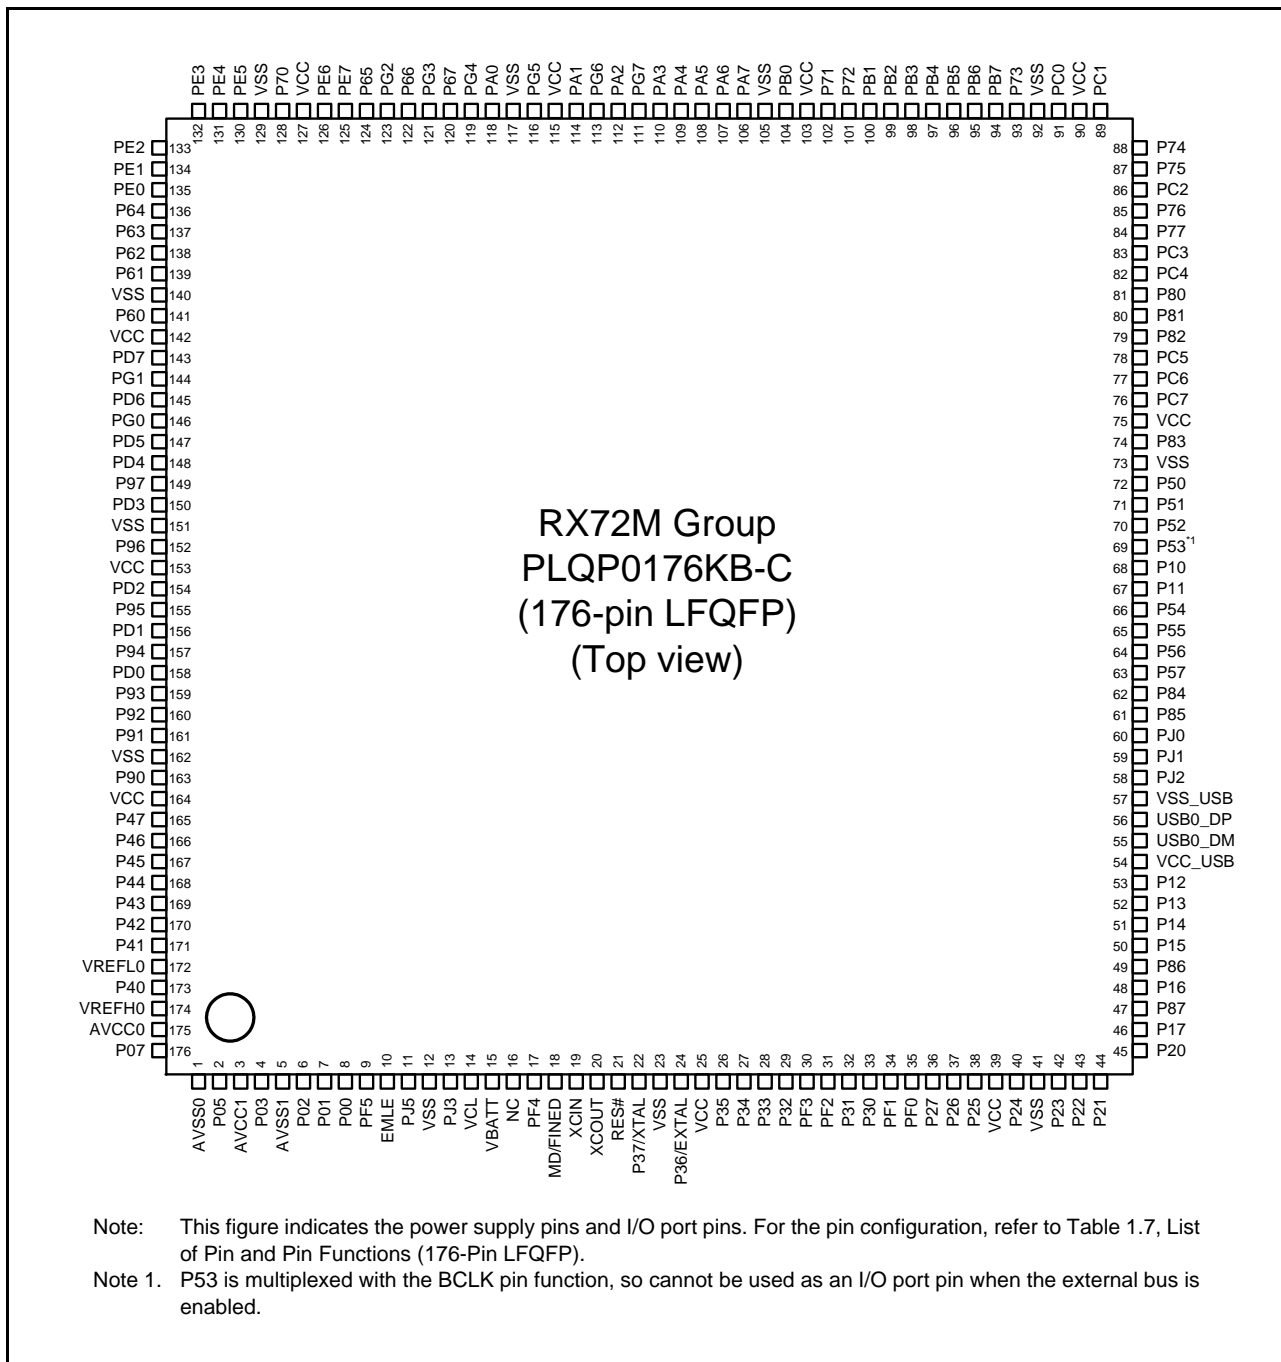 PE3 PE4 PE5 VSS P70 VCC PE6 PE7 P65 PG2 P66 PG3 P67 PG4 PA0 VSS PG5 VCC PA1 PG6 PA2 PG7 PA3 PA4 PA5 PA6 PA7 VSS PB0 VCC P71 P72 PB1 PB2 PB3 PB4 PB5 PB6 PB7 P73 VSS PC0 VCC PC1
132 131 130 129 128 127 126 125 124 123 122 121 120 119 118 117 116 115 114 113 112 111 110 109 108 107 106 105 104 103 102 101 100 99 98 97 96 95 94 93 92 91 90 89
PE2 133 88 P74
PE1 134 87 P75
PE0 135 86 PC2
P64 136 85 P76
P63 137 84 P77
P62 138 83 PC3
P61 139 82 PC4
VSS 140 81 P80
P60 141 80 P81
VCC 142 79 P82
PD7 143 78 PC5
PG1 144 77 PC6
PD6 145 76 PC7
PG0 146 75 VCC
PD5 147 74 P83
PD4 148 73 VSS
P97 149 72 P50
PD3 150 71 P51
VSS 151 70 P52
P96 152 69 P53*1
VCC 153 68 P10
PD2 154 67 P11
P95 155 66 P54
PD1 156 65 P55
P94 157 64 P56
PD0 158 63 P57
P93 159 62 P84
P92 160 61 P85
P91 161 60 PJ0
VSS 162 59 PJ1
P90 163 58 PJ2
VCC 164 57 VSS_USB
P47 165 56 USB0_DP
P46 166 55 USB0_DM
P45 167 54 VCC_USB
P44 168 53 P12
P43 169 52 P13
P42 170 51 P14
P41 171 50 P15
VREFL0 172 49 P86
P40 173 48 P16
VREFH0 174 47 P87
AVCC0 175 46 P17
P07 176 45 P20
RX72M Group
PLQP0176KB-C
(176-pin LFQFP)
(Top view)
1 2 3 4 5 6 7 8 9 10 11 12 13 14 15 16 17 18 19 20 21 22 23 24 25 26 27 28 29 30 31 32 33 34 35 36 37 38 39 40 41 42 43 44
AVSS0 P05 AVCC1 P03 AVSS1 P02 P01 P00 PF5 EMLE PJ5 VSS PJ3 VCL VBATT NC PF4 MD/FINED XCIN XCOUT RES# P37/XTAL VSS P36/EXTAL VCC P35 P34 P33 P32 PF3 PF2 P31 P30 PF1 PF0 P27 P26 P25 VCC P24 VSS P23 P22 P21
Note: This figure indicates the power supply pins and I/O port pins. For the pin configuration, refer to Table 1.7, List
of Pin and Pin Functions (176-Pin LFQFP).
Note 1. P53 is multiplexed with the BCLK pin function, so cannot be used as an I/O port pin when the external bus is
enabled.